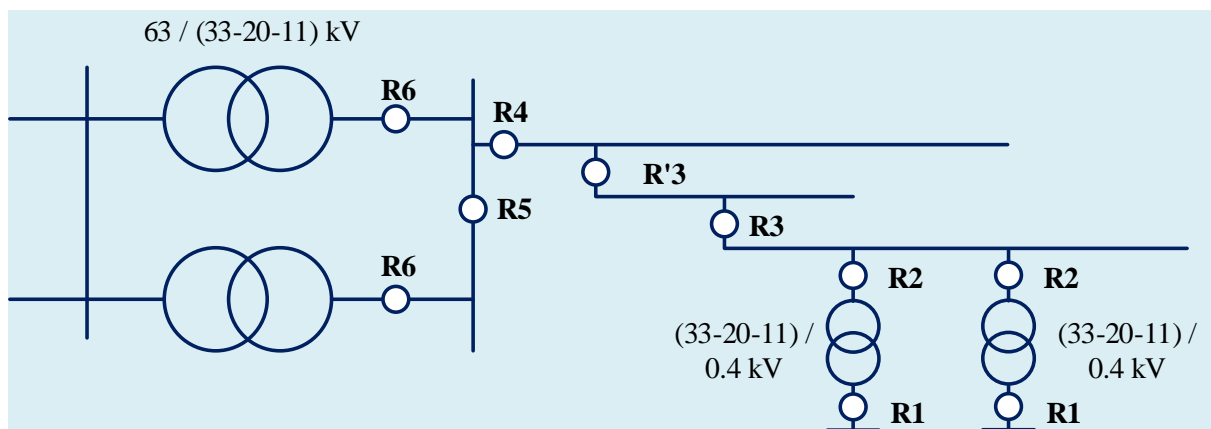 63 / (33-20-11) kV
R6
R4
R'3
R5
R3
R6
R2
R2
(33-20-11) /
0.4 kV
(33-20-11) /
0.4 kV
R1
R1